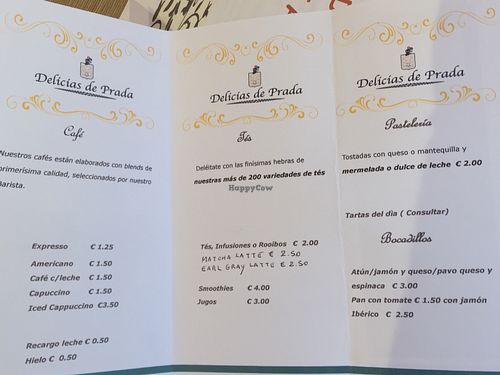 Delicias de Prada
Café
Nuestros cafés están elaborados con blends de
primerísima calidad, seleccionados por nuestro
Barista.
Expresso € 1.25
Americano € 1.50
Café c/leche € 1.50
Capuccino € 1.50
Iced Cappuccino €3.50
Recargo leche € 0.50
Hielo € 0.50
Delicias de Prada
Tés
Deléitate con las finísimas hebras de
nuestras más de 200 variedades de tés
HappyCow
Tés, Infusiones o Rooibos € 2.00
MATCHA LATTE € 2.50
EARL GRAY LATTE € 2.50
Smoothies € 4.00
Jugos € 3.00
Delicias de Prada
Pastelería
Tostadas con queso o mantequilla y
mermelada o dulce de leche € 2.00
Tartas del dia ( Consultar)
Bocadillos
Atún/jamón y queso/pavo queso y
espinaca € 3.00
Pan con tomate € 1.50 con jamón
Ibérico € 2.50